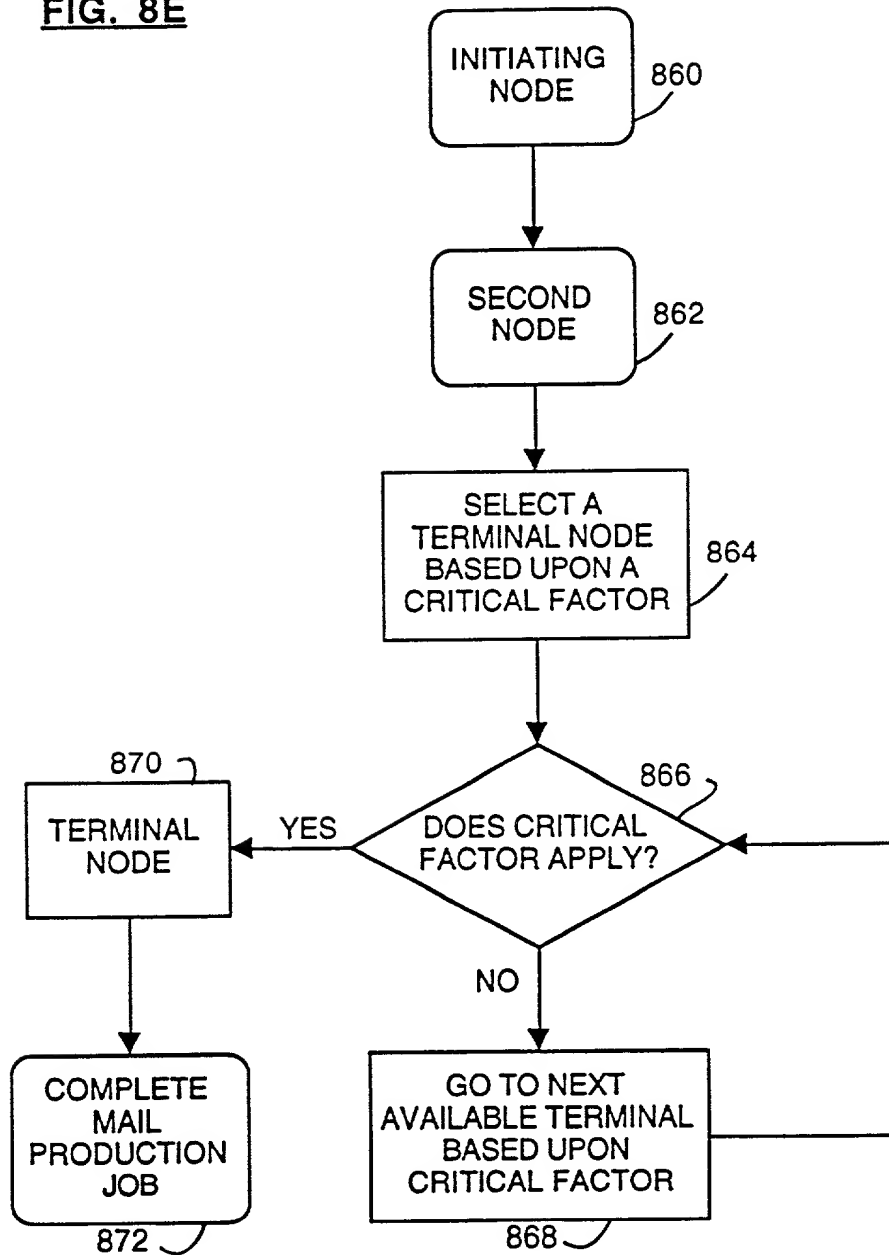 FIG. 8E
INITIATING
NODE
860
SECOND
NODE
862
SELECT A
TERMINAL NODE
BASED UPON A
CRITICAL FACTOR
864
866
DOES CRITICAL
FACTOR APPLY?
YES
870
TERMINAL
NODE
NO
COMPLETE
MAIL
PRODUCTION
JOB
872
GO TO NEXT
AVAILABLE TERMINAL
BASED UPON
CRITICAL FACTOR
868